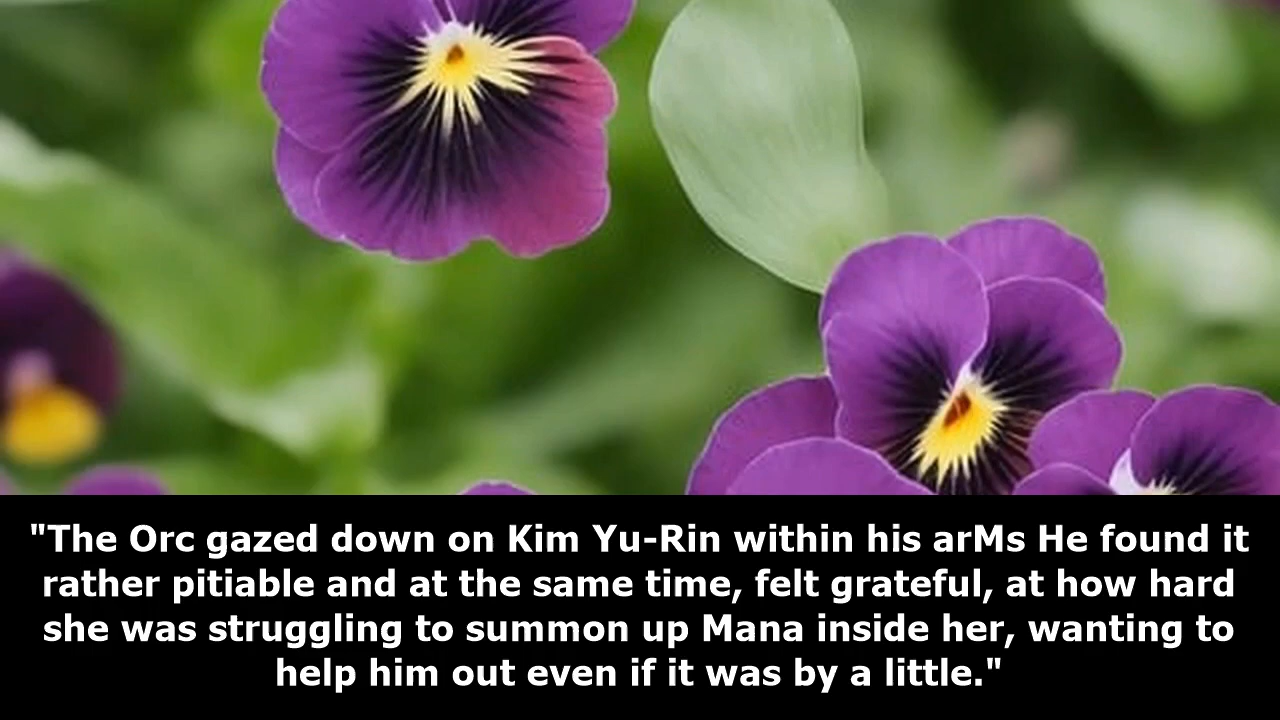 "The Orc gazed down on Kim Yu-Rin within his arMs He found it
rather pitiable and at the same time, felt grateful, at how hard
she was struggling to summon up Mana inside her, wanting to
help him out even if it was by a little."